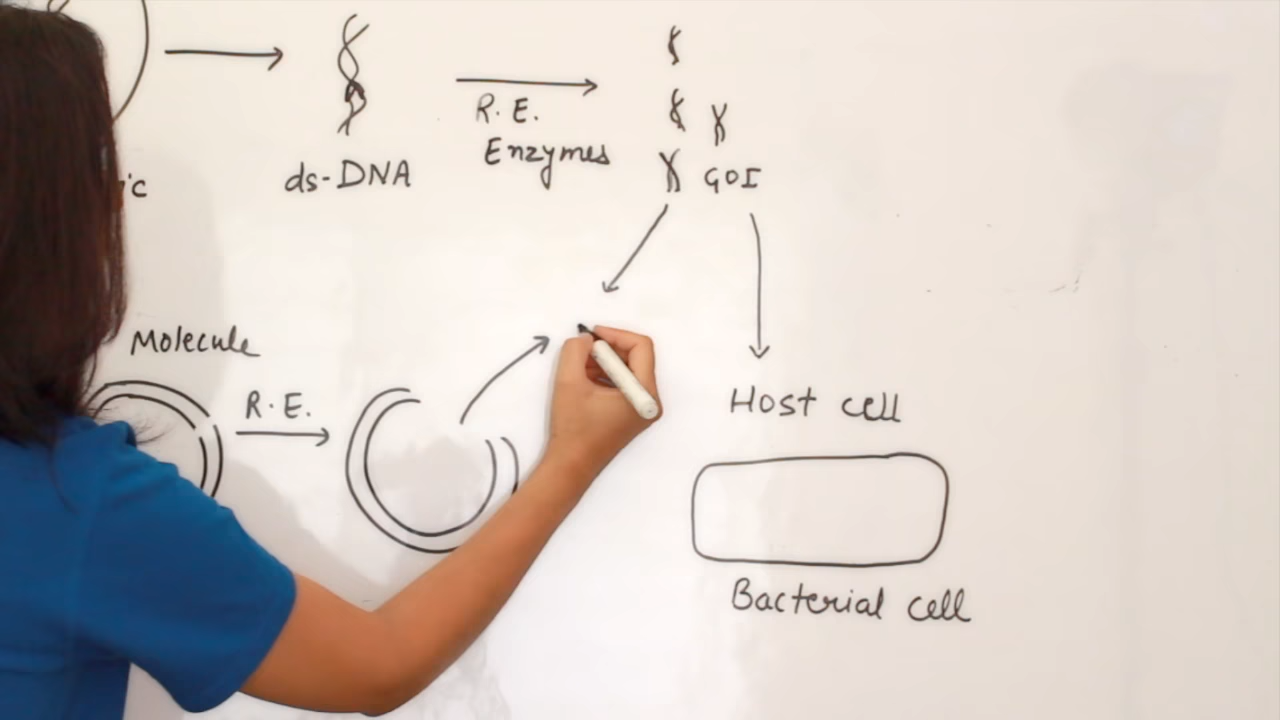 ds-DNA
R.E.
Enzymes
GOI
Molecule
R.E.
Host cell
Bacterial cell